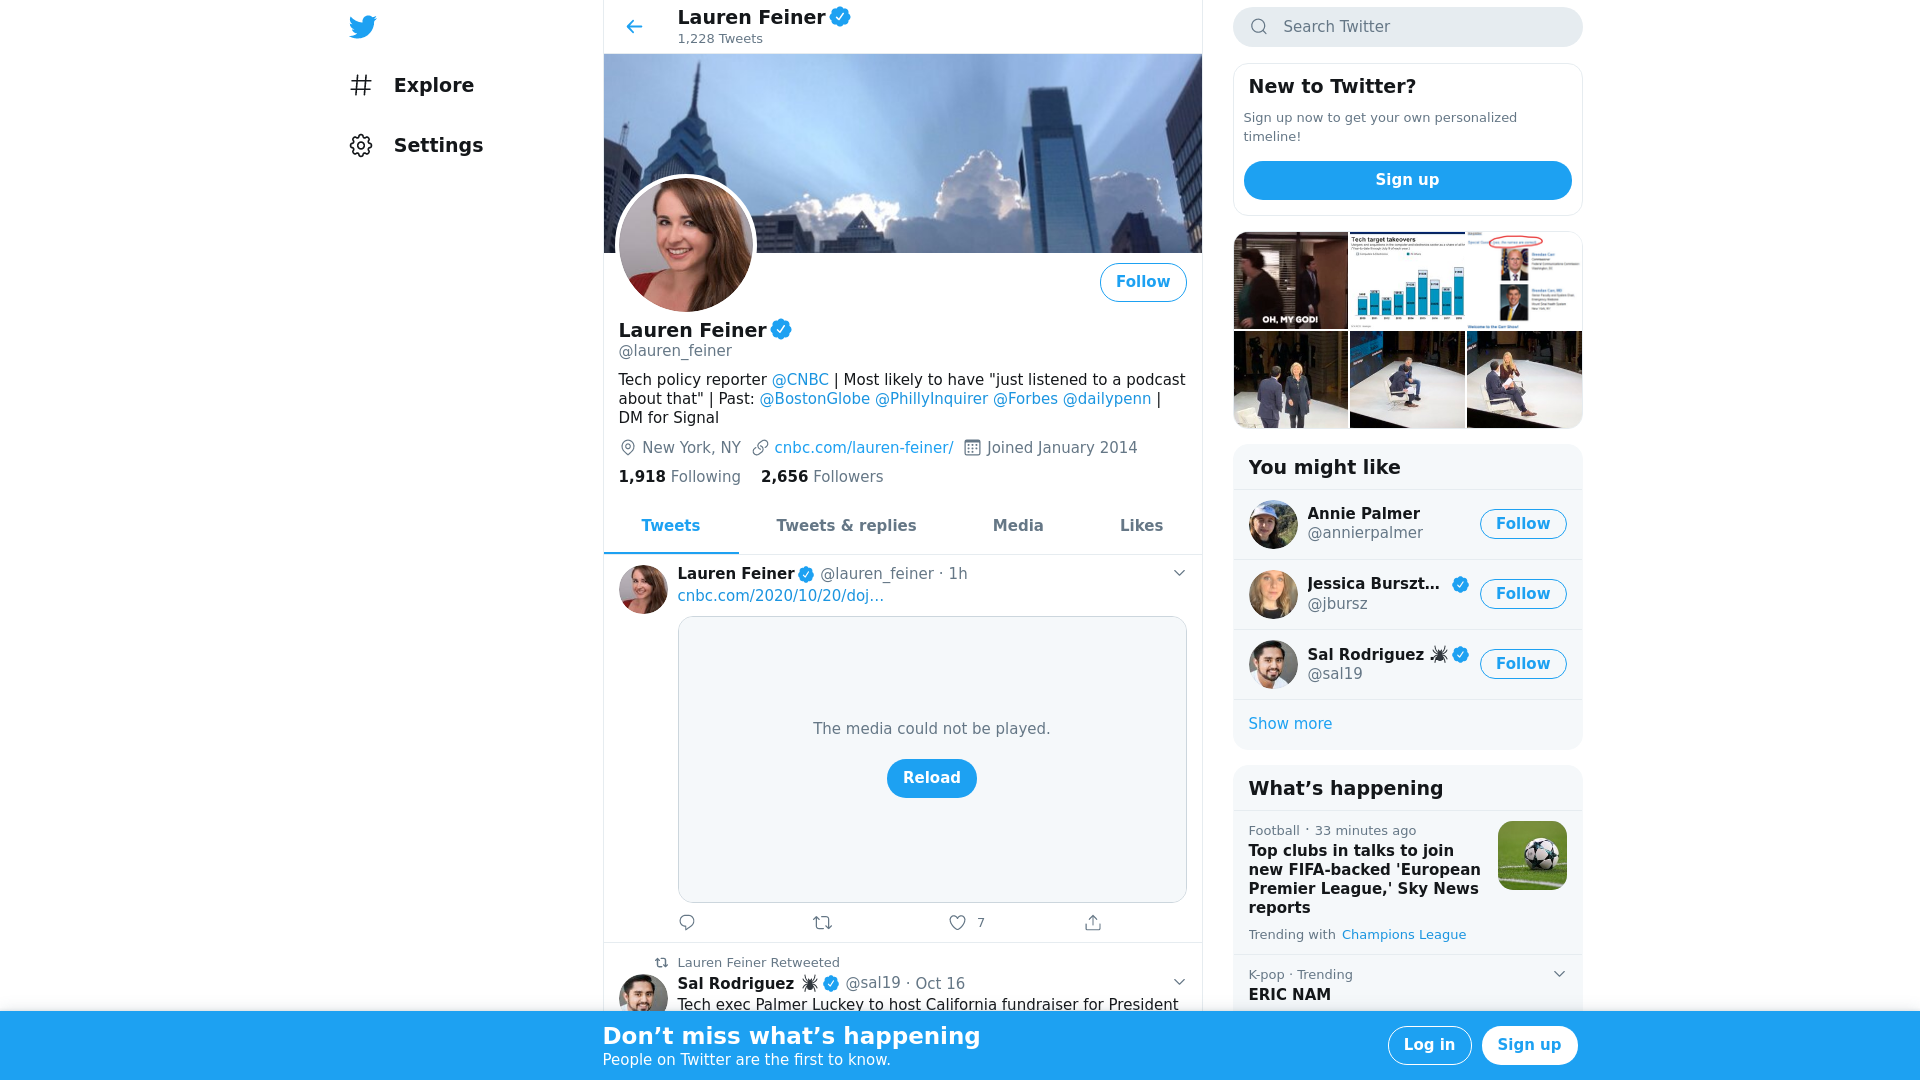 Explore
Settings
Lauren Feiner
1,228 Tweets
Follow
Lauren Feiner
@lauren_feiner
Tech policy reporter @CNBC | Most likely to have "just listened to a podcast
about that" | Past: @BostonGlobe @PhillyInquirer @Forbes @dailypenn |
DM for Signal
New York, NY cnbc.com/lauren-feiner/ Joined January 2014
1,918 Following 2,656 Followers
Tweets Tweets & replies Media Likes
Lauren Feiner @lauren_feiner · 1h
cnbc.com/2020/10/20/doj…
The media could not be played.
Reload
7
Lauren Feiner Retweeted
Sal Rodriguez @sal19 · Oct 16
Tech exec Palmer Luckey to host California fundraiser for President
Search Twitter
New to Twitter?
Sign up now to get your own personalized
timeline!
Sign up
OH, MY GOD!
Tech target takeovers
Brendan Carr
Welcome to the Carr Show!
You might like
Annie Palmer
@annierpalmer
Follow
Jessica Burszt…
@jbursz
Follow
Sal Rodriguez .
@sal19
Follow
Show more
What’s happening
Football · 33 minutes ago
Top clubs in talks to join
new FIFA-backed 'European
Premier League,' Sky News
reports
Trending with Champions League
K-pop · Trending
ERIC NAM
Don’t miss what’s happening
People on Twitter are the first to know.
Log in
Sign up